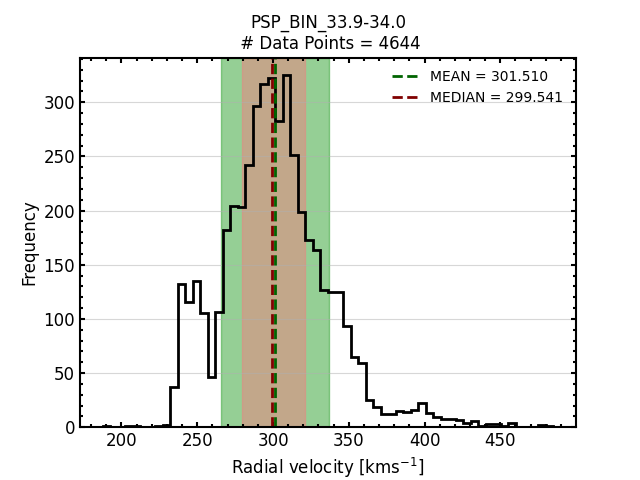 PSP_BIN_33.9-34.0
# Data Points = 4644
MEAN = 301.510
MEDIAN = 299.541
Frequency
300
250
200
150
100
50
0
200 250 300 350 400 450
Radial velocity [kms⁻¹]